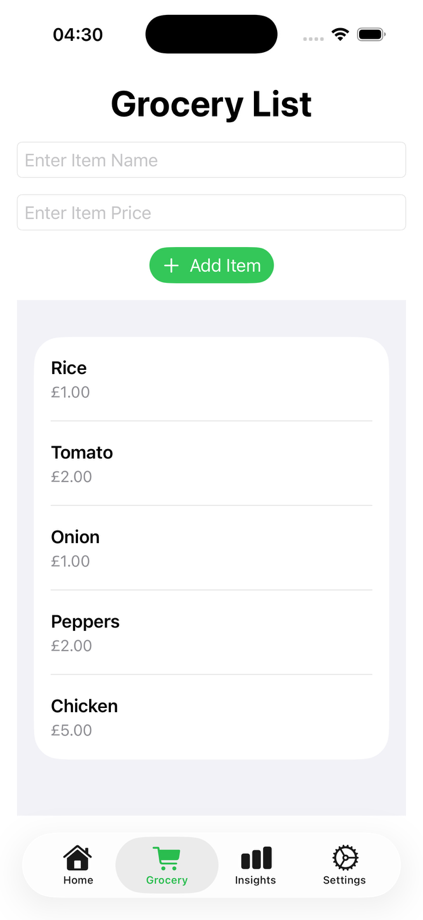 04:30
Grocery List
Enter Item Name
Enter Item Price
+ Add Item
Rice
£1.00
Tomato
£2.00
Onion
£1.00
Peppers
£2.00
Chicken
£5.00
Home Grocery Insights Settings